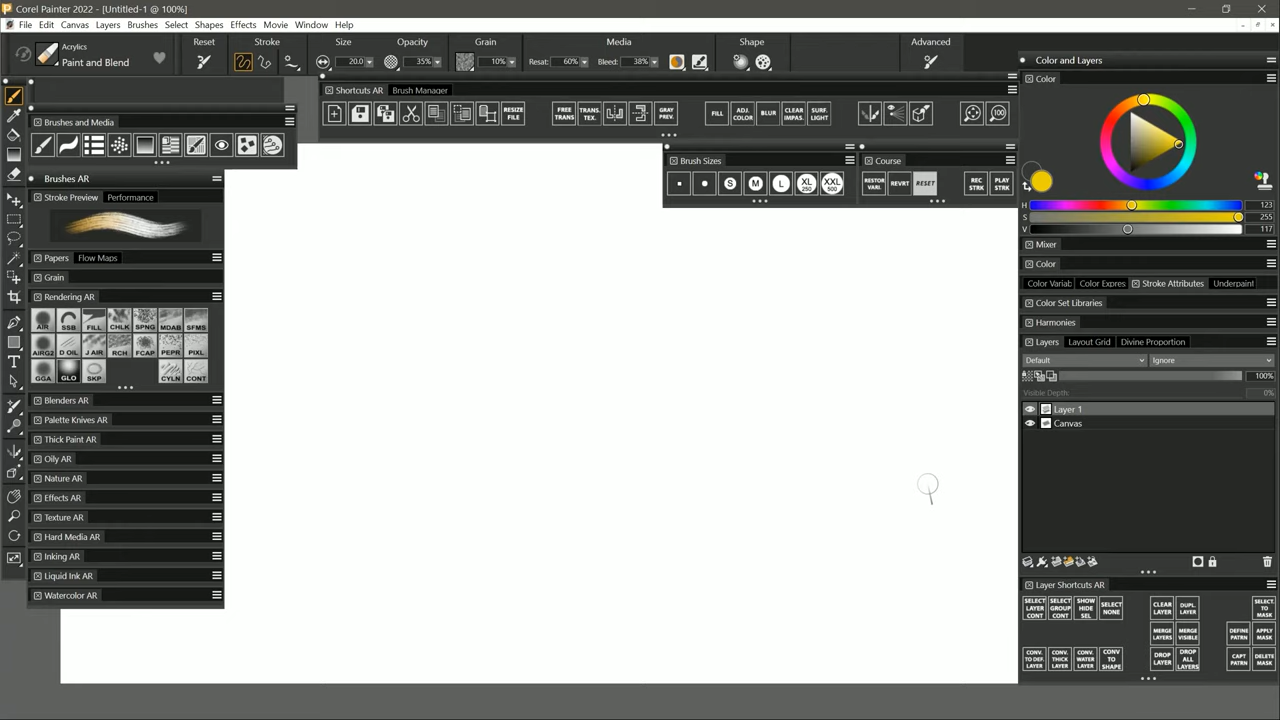 Corel Painter 2022 - [Untitled-1 @ 100%]
File Edit Canvas Layers Brushes Select Shapes Effects Movie Window Help
Acrylics
Paint and Blend
Reset Stroke Size Opacity Grain Media Shape Advanced
20.0 35% 10% Resat: 60% Bleed: 38%
Shortcuts AR Brush Manager
RESIZE FILE FREE TRANS TRANS. TEX. GRAY PREV. FILL ADJ. COLOR BLUR CLEAR IMPAS. SURF. LIGHT 100
Brushes and Media
Brush Sizes Course
S M L XL 250 XXL 500 RESTOR VARI. REVRT RESET REC STRK PLAY STRK
Brushes AR
Stroke Preview Performance
Papers Flow Maps
Grain
Rendering AR
AIR SSB FILL CHLK SPNG MDAB SFMS
AIRG2 D OIL J AIR RCH FCAP PEPR PIXL
GGA GLO SKP CYLN CONT
Blenders AR
Palette Knives AR
Thick Paint AR
Oily AR
Nature AR
Effects AR
Texture AR
Hard Media AR
Inking AR
Liquid Ink AR
Watercolor AR
Color and Layers
Color
H 123
S 255
V 117
Mixer
Color
Color Variab Color Expres Stroke Attributes Underpaint
Color Set Libraries
Harmonies
Layers Layout Grid Divine Proportion
Default Ignore
100%
Visible Depth: 0%
Layer 1
Canvas
Layer Shortcuts AR
SELECT LAYER CONT SELECT GROUP CONT SHOW HIDE SEL SELECT NONE CLEAR LAYER DUPL. LAYER SELECT. TO MASK
MERGE LAYERS MERGE VISIBLE DEFINE PATRN APPLY MASK
CONV. TO DEF. LAYER CONV. THICK LAYER CONV. WATER LAYER CONV TO SHAPE DROP LAYER DROP ALL LAYERS CAPT PATRN DELETE MASK